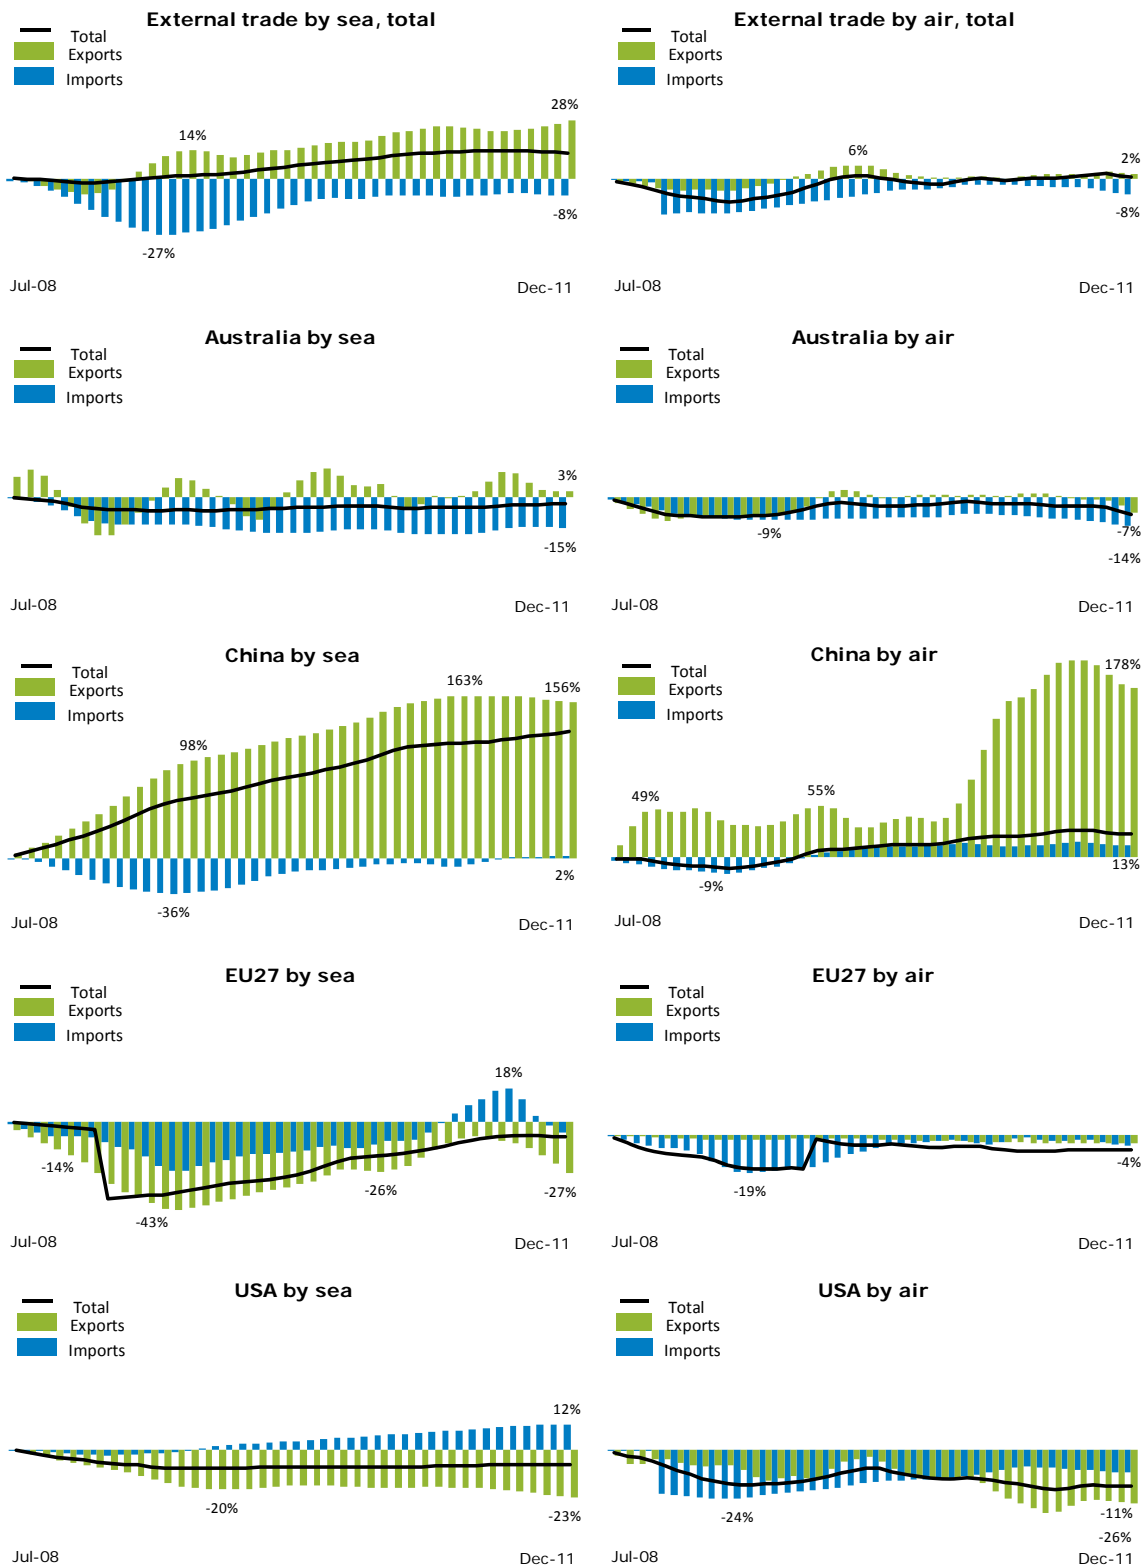 External trade by sea, total
Total
Exports
Imports
28%
14%
-8%
-27%
Jul-08
Dec-11
External trade by air, total
Total
Exports
Imports
6%
2%
-8%
Jul-08
Dec-11
Australia by sea
Total
Exports
Imports
3%
-15%
Jul-08
Dec-11
Australia by air
Total
Exports
Imports
-9%
-7%
-14%
Jul-08
Dec-11
China by sea
Total
Exports
Imports
163%
156%
98%
2%
-36%
Jul-08
Dec-11
China by air
Total
Exports
Imports
178%
49%
55%
13%
-9%
Jul-08
Dec-11
EU27 by sea
Total
Exports
Imports
18%
-14%
-26%
-27%
-43%
Jul-08
Dec-11
EU27 by air
Total
Exports
Imports
-4%
-19%
Jul-08
Dec-11
USA by sea
Total
Exports
Imports
12%
-20%
-23%
Jul-08
Dec-11
USA by air
Total
Exports
Imports
-24%
-11%
-26%
Jul-08
Dec-11